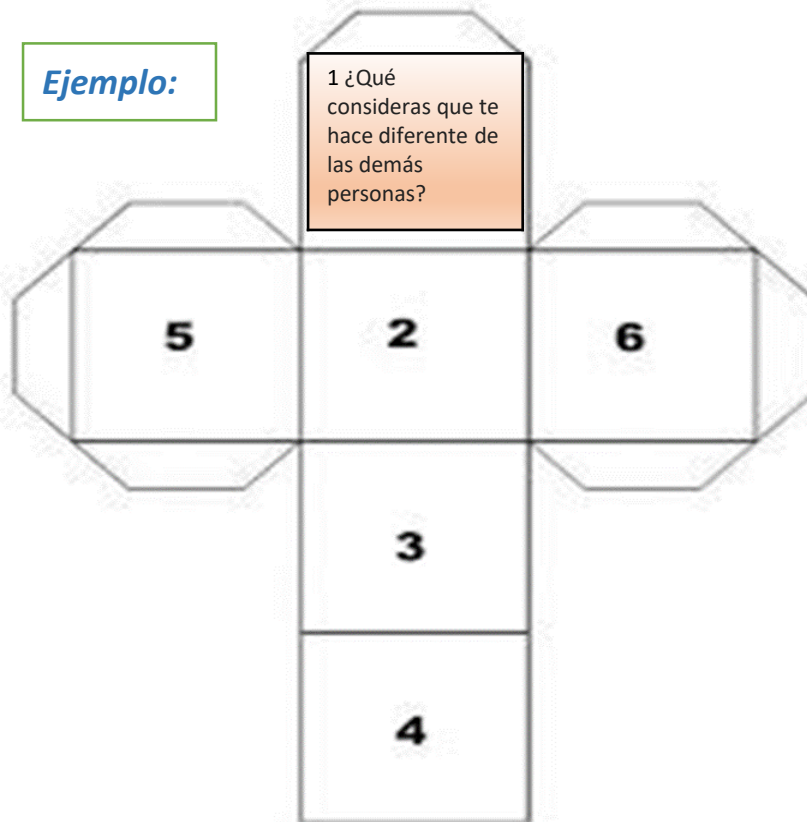 Ejemplo:
1 ¿Qué
consideras que te
hace diferente de
las demás
personas?
5
2
6
3
4